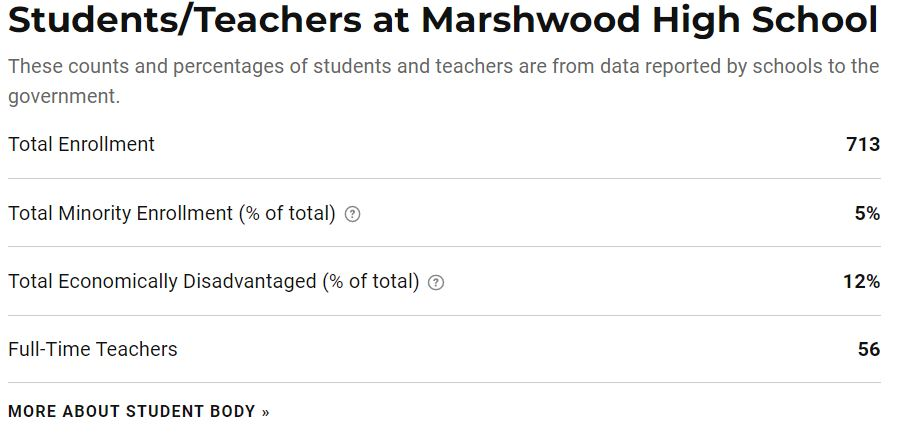 Students/Teachers at Marshwood High School
These counts and percentages of students and teachers are from data reported by schools to the
government.
Total Enrollment 713
Total Minority Enrollment (% of total) ? 5%
Total Economically Disadvantaged (% of total) ? 12%
Full-Time Teachers 56
MORE ABOUT STUDENT BODY »